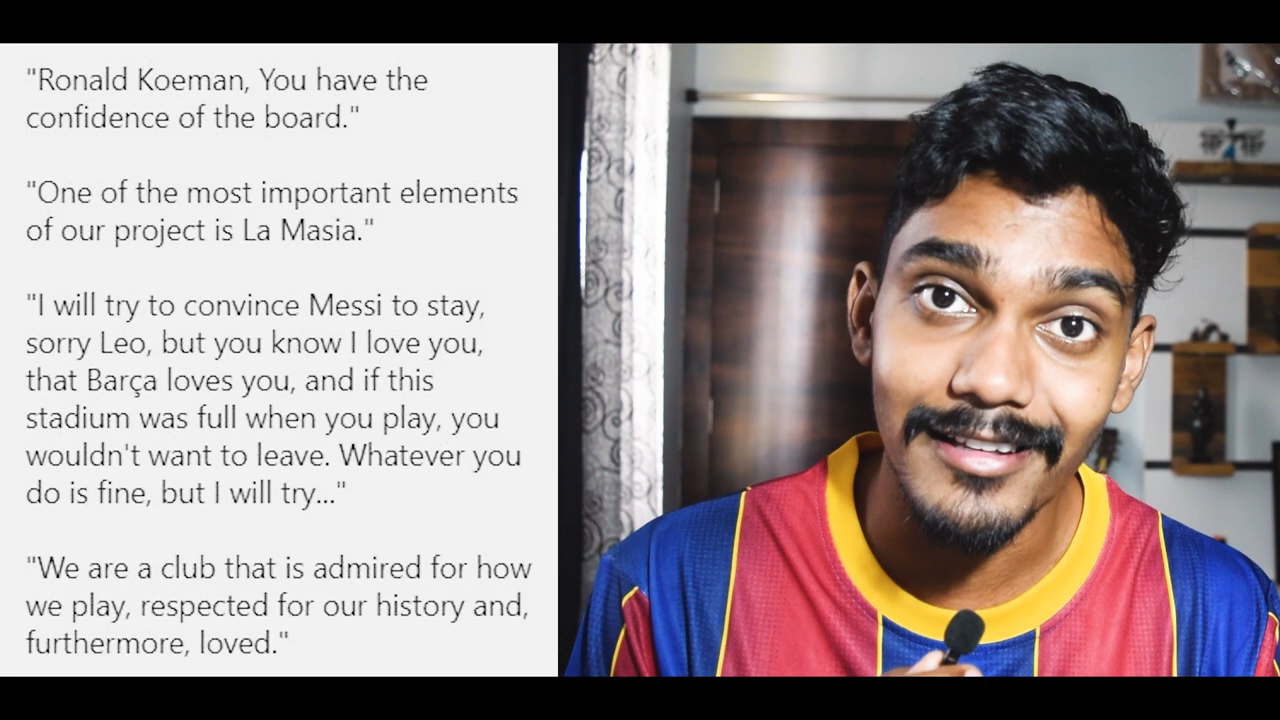 "Ronald Koeman, You have the
confidence of the board."
"One of the most important elements
of our project is La Masia."
"I will try to convince Messi to stay,
sorry Leo, but you know I love you,
that Barça loves you, and if this
stadium was full when you play, you
wouldn't want to leave. Whatever you
do is fine, but I will try..."
"We are a club that is admired for how
we play, respected for our history and,
furthermore, loved."